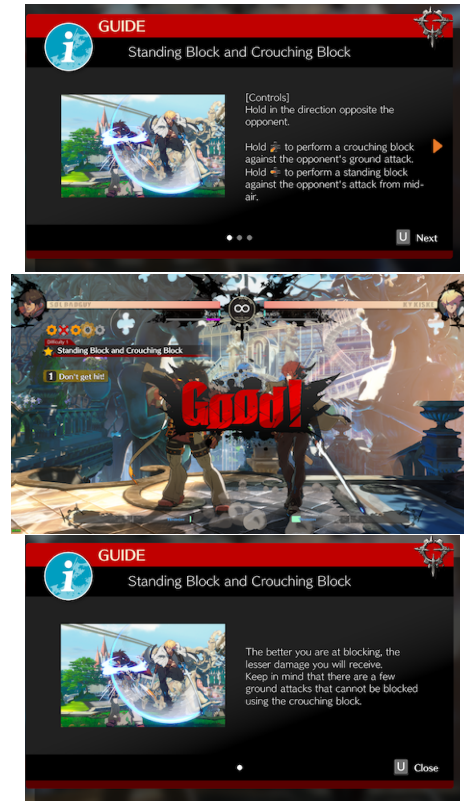 GUIDE
Standing Block and Crouching Block
[Controls]
Hold in the direction opposite the
opponent.
Hold to perform a crouching block
against the opponent's ground attack.
Hold to perform a standing block
against the opponent's attack from mid-
air.
U Next
SOL BADGUY
KY KISKE
Difficulty 1
Standing Block and Crouching Block
1 Don't get hit!
Good!
GUIDE
Standing Block and Crouching Block
The better you are at blocking, the
lesser damage you will receive.
Keep in mind that there are a few
ground attacks that cannot be blocked
using the crouching block.
U Close